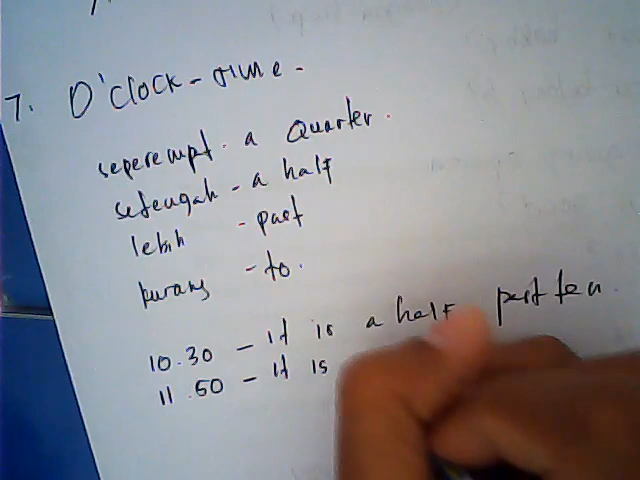 7. O'clock - time -
seperempt - a Quarter.
setengah - a half
lebih - past
kurang - to.
10.30 - it is a half past ten
11.50 - it is